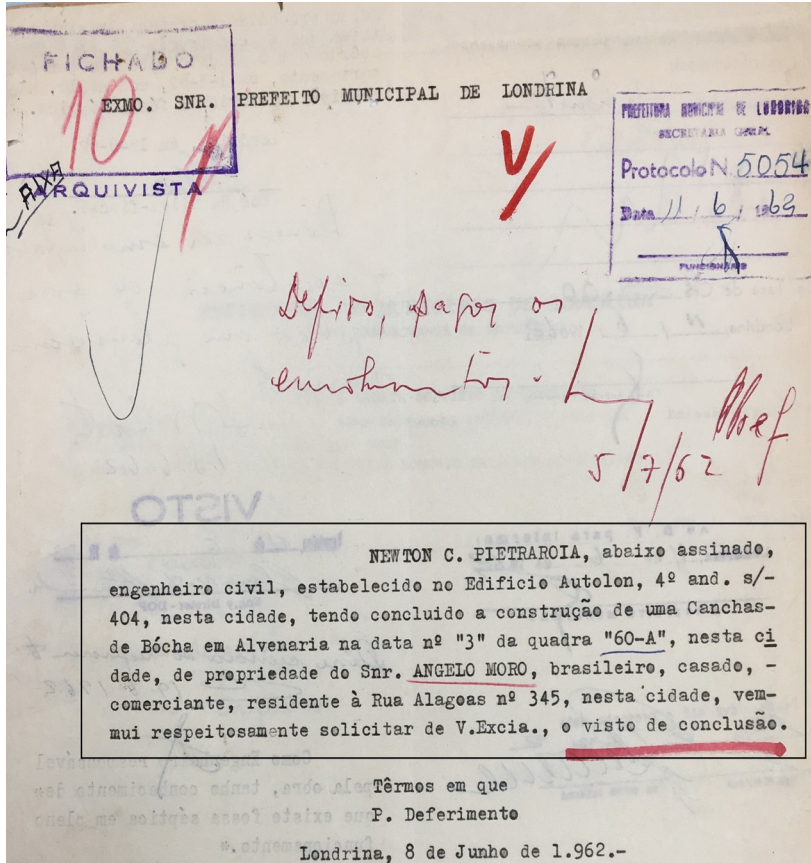 FICHADO
10
ARQUIVISTA
EXMO. SNR. PREFEITO MUNICIPAL DE LONDRINA
V/
PREFEITURA MUNICIPAL DE LONDRINA
SECRETARIA GERAL
Protocolo N. 5054
Data 11 / 6 / 1962
FUNCIONARIO
Defiro, pagos os
emolumentos.
Pref
5/7/62
VISTO
NEWTON C. PIETRAROIA, abaixo assinado,
engenheiro civil, estabelecido no Edificio Autolon, 4º and. s/-
404, nesta cidade, tendo concluido a construção de uma Canchas-
de Bócha em Alvenaria na data nº "3" da quadra "60-A", nesta ci
dade, de propriedade do Snr. ANGELO MORO, brasileiro, casado, -
comerciante, residente à Rua Alagoas nº 345, nesta cidade, vem-
mui respeitosamente solicitar de V.Excia., o visto de conclusão.
Têrmos em que
P. Deferimento
Londrina, 8 de Junho de 1.962.-